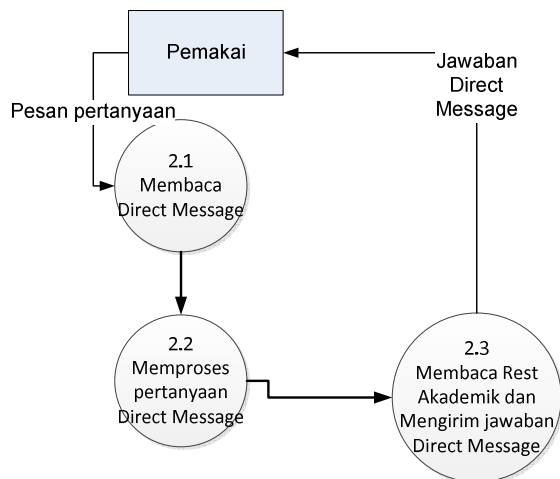 Pemakai
Jawaban
Direct
Message
Pesan pertanyaan
2.1
Membaca
Direct Message
2.2
Memproses
pertanyaan
Direct Message
2.3
Membaca Rest
Akademik dan
Mengirim jawaban
Direct Message